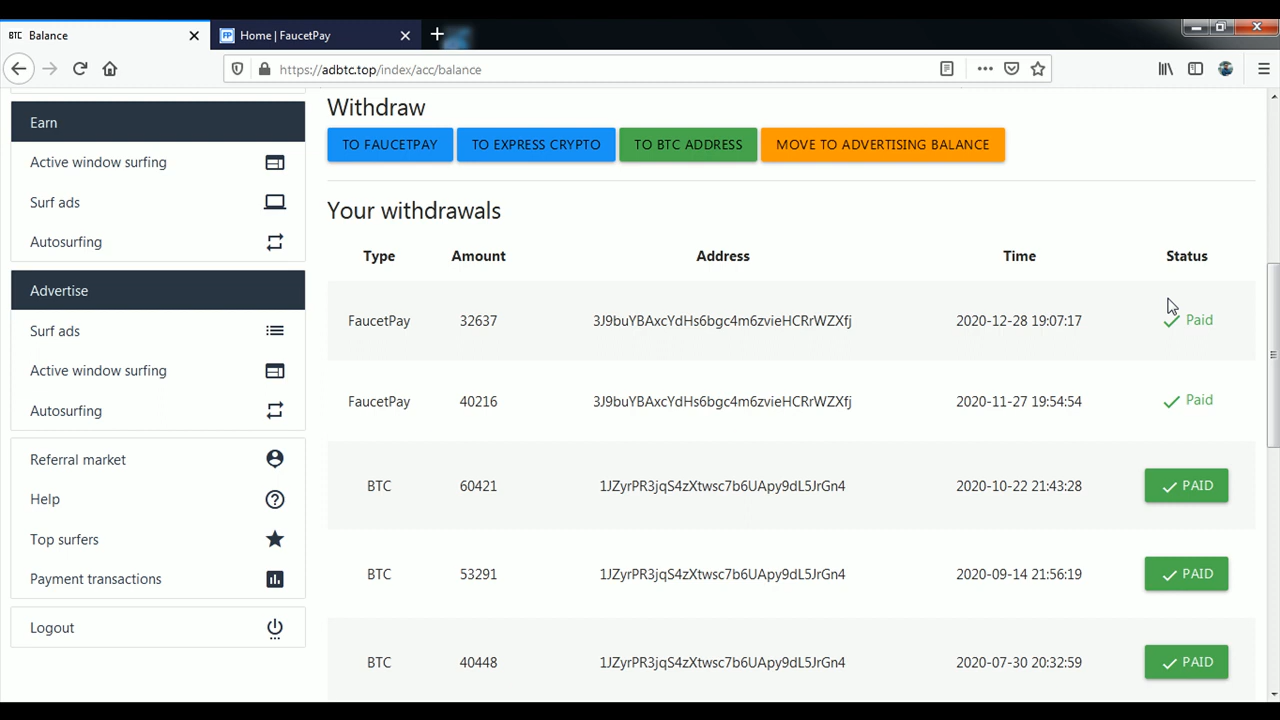 BTC Balance
FP Home | FaucetPay
https://adbtc.top/index/acc/balance
Earn
Active window surfing
Surf ads
Autosurfing
Advertise
Surf ads
Active window surfing
Autosurfing
Referral market
Help
Top surfers
Payment transactions
Logout
Withdraw
TO FAUCETPAY TO EXPRESS CRYPTO TO BTC ADDRESS MOVE TO ADVERTISING BALANCE
Your withdrawals
Type Amount Address Time Status
FaucetPay 32637 3J9buYBAxcYdHs6bgc4m6zvieHCRrWZXfj 2020-12-28 19:07:17 Paid
FaucetPay 40216 3J9buYBAxcYdHs6bgc4m6zvieHCRrWZXfj 2020-11-27 19:54:54 Paid
BTC 60421 1JZyrPR3jqS4zXtwsc7b6UApy9dL5JrGn4 2020-10-22 21:43:28 PAID
BTC 53291 1JZyrPR3jqS4zXtwsc7b6UApy9dL5JrGn4 2020-09-14 21:56:19 PAID
BTC 40448 1JZyrPR3jqS4zXtwsc7b6UApy9dL5JrGn4 2020-07-30 20:32:59 PAID